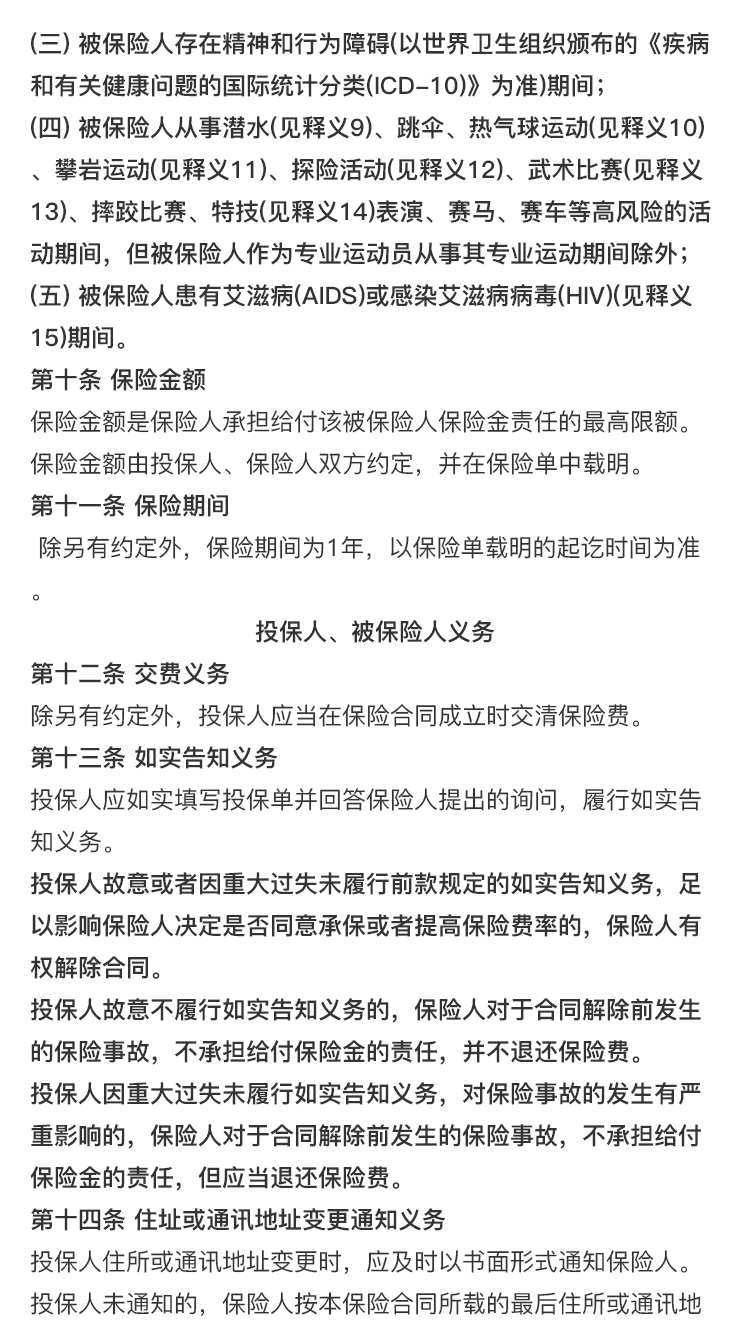 (三) 被保险人存在精神和行为障碍(以世界卫生组织颁布的《疾病
和有关健康问题的国际统计分类(ICD-10)》为准)期间；
(四) 被保险人从事潜水(见释义9)、跳伞、热气球运动(见释义10)
、攀岩运动(见释义11)、探险活动(见释义12)、武术比赛(见释义
13)、摔跤比赛、特技(见释义14)表演、赛马、赛车等高风险的活
动期间，但被保险人作为专业运动员从事其专业运动期间除外；
(五) 被保险人患有艾滋病(AIDS)或感染艾滋病病毒(HIV)(见释义
15)期间。
第十条 保险金额
保险金额是保险人承担给付该被保险人保险金责任的最高限额。
保险金额由投保人、保险人双方约定，并在保险单中载明。
第十一条 保险期间
除另有约定外，保险期间为1年，以保险单载明的起讫时间为准
。
投保人、被保险人义务
第十二条 交费义务
除另有约定外，投保人应当在保险合同成立时交清保险费。
第十三条 如实告知义务
投保人应如实填写投保单并回答保险人提出的询问，履行如实告
知义务。
投保人故意或者因重大过失未履行前款规定的如实告知义务，足
以影响保险人决定是否同意承保或者提高保险费率的，保险人有
权解除合同。
投保人故意不履行如实告知义务的，保险人对于合同解除前发生
的保险事故，不承担给付保险金的责任，并不退还保险费。
投保人因重大过失未履行如实告知义务，对保险事故的发生有严
重影响的，保险人对于合同解除前发生的保险事故，不承担给付
保险金的责任，但应当退还保险费。
第十四条 住址或通讯地址变更通知义务
投保人住所或通讯地址变更时，应及时以书面形式通知保险人。
投保人未通知的，保险人按本保险合同所载的最后住所或通讯地